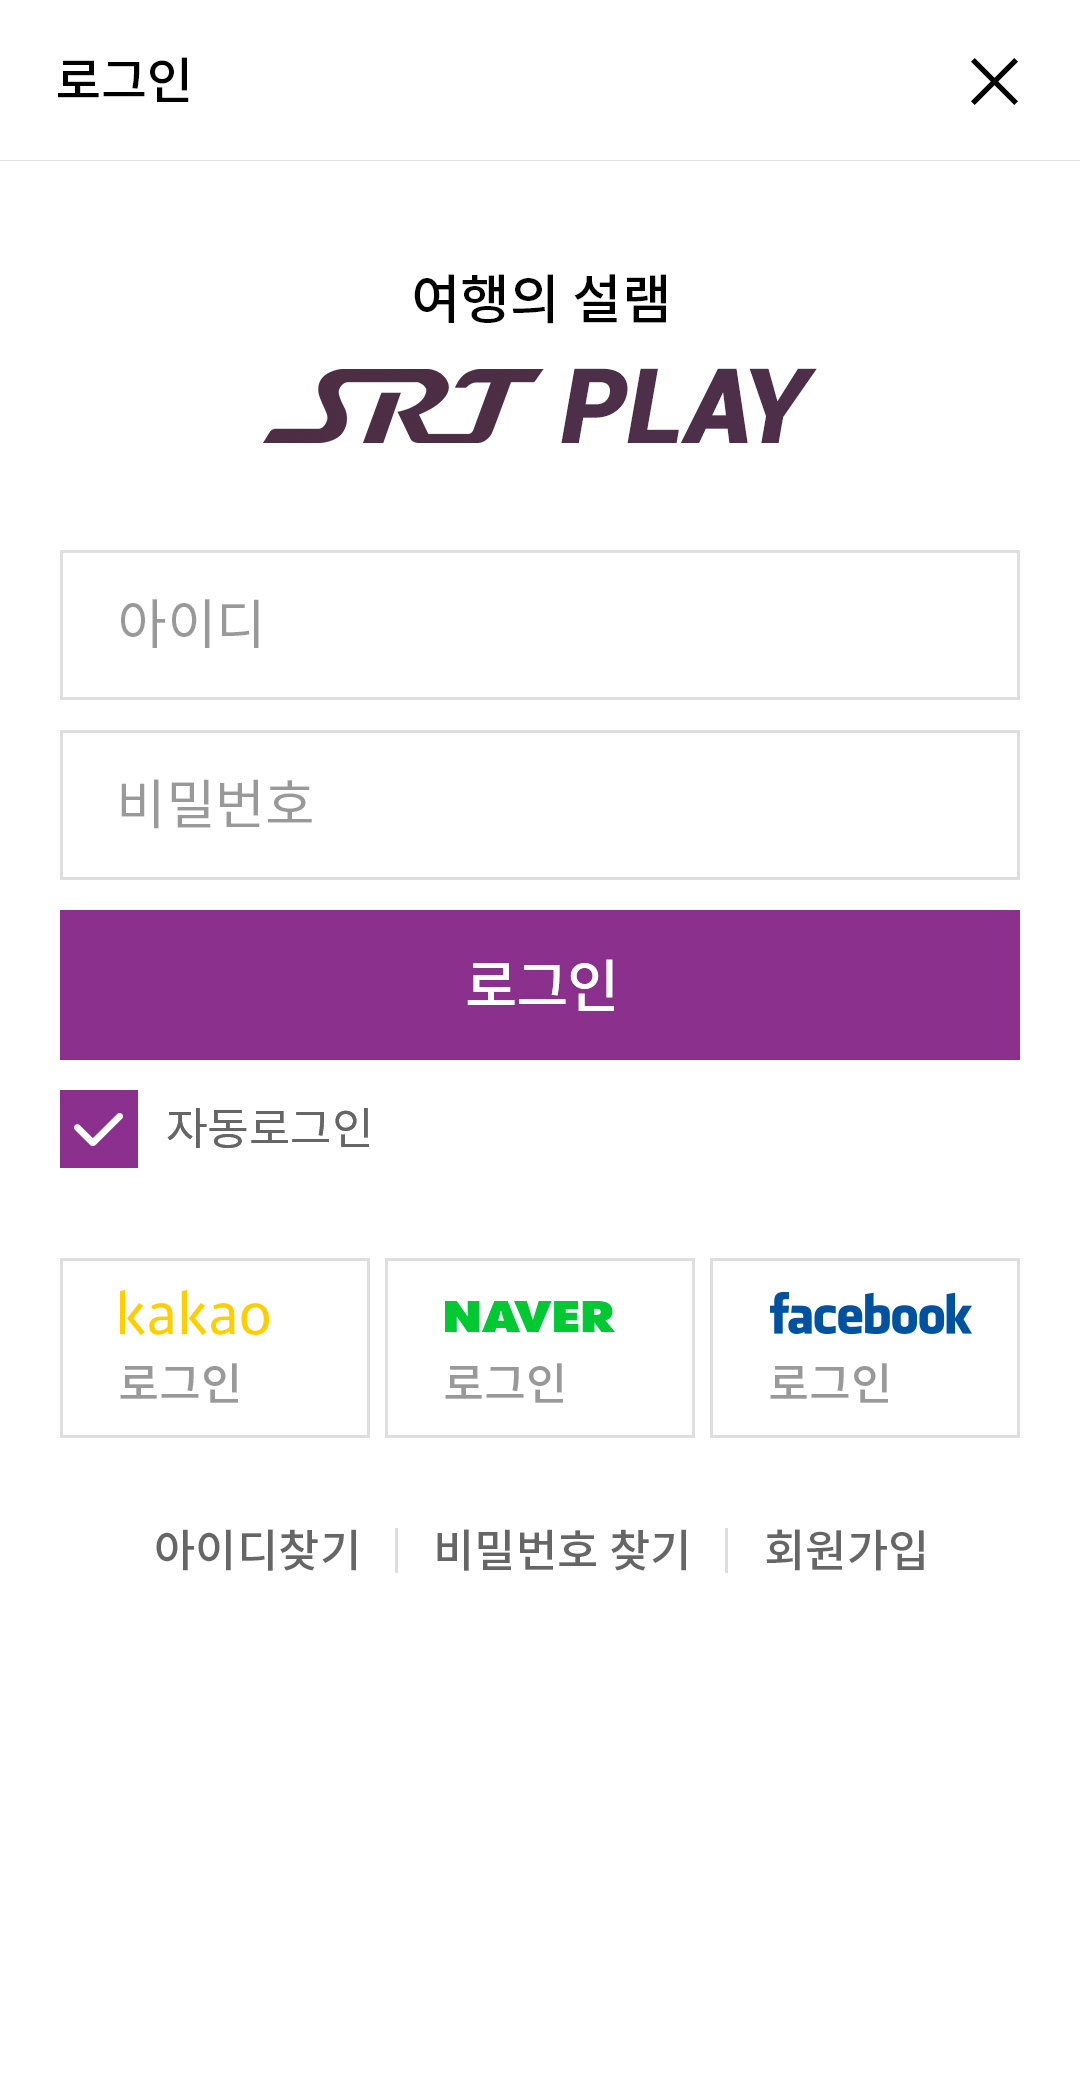 로그인
여행의 설램
SRT PLAY
아이디
비밀번호
로그인
자동로그인
kakao
로그인
NAVER
로그인
facebook
로그인
아이디찾기 비밀번호 찾기 회원가입